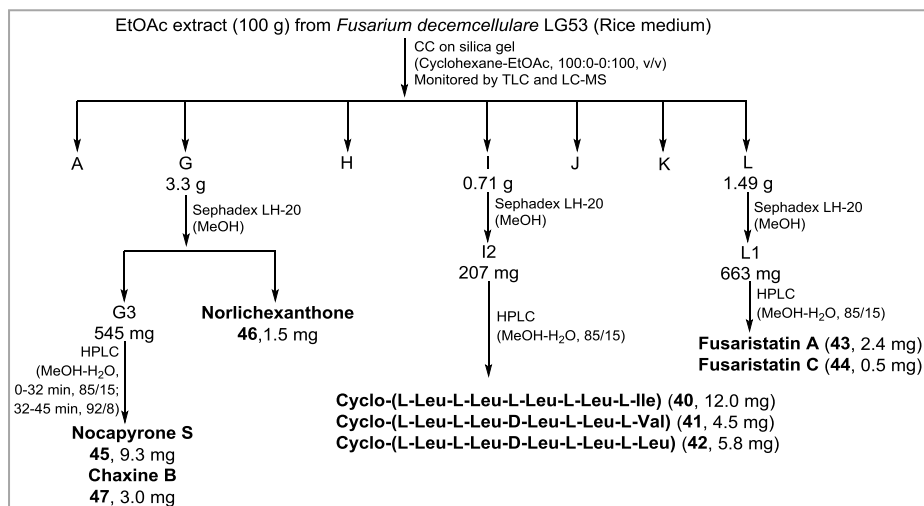 EtOAc extract (100 g) from Fusarium decemcellulare LG53 (Rice medium)
CC on silica gel
(Cyclohexane-EtOAc, 100:0-0:100, v/v)
Monitored by TLC and LC-MS
A
G
H
I
J
K
L
3.3 g
0.71 g
1.49 g
Sephadex LH-20
(MeOH)
Sephadex LH-20
(MeOH)
Sephadex LH-20
(MeOH)
I2
207 mg
L1
663 mg
G3
545 mg
Norlichexanthone
46,1.5 mg
HPLC
(MeOH-H₂O, 85/15)
HPLC
(MeOH-H₂O, 85/15)
Fusaristatin A (43, 2.4 mg)
Fusaristatin C (44, 0.5 mg)
HPLC
(MeOH-H₂O,
0-32 min, 85/15;
32-45 min, 92/8)
Cyclo-(L-Leu-L-Leu-L-Leu-L-Leu-L-Ile) (40, 12.0 mg)
Cyclo-(L-Leu-L-Leu-D-Leu-L-Leu-L-Val) (41, 4.5 mg)
Cyclo-(L-Leu-L-Leu-D-Leu-L-Leu-L-Leu) (42, 5.8 mg)
Nocapyrone S
45, 9.3 mg
Chaxine B
47, 3.0 mg